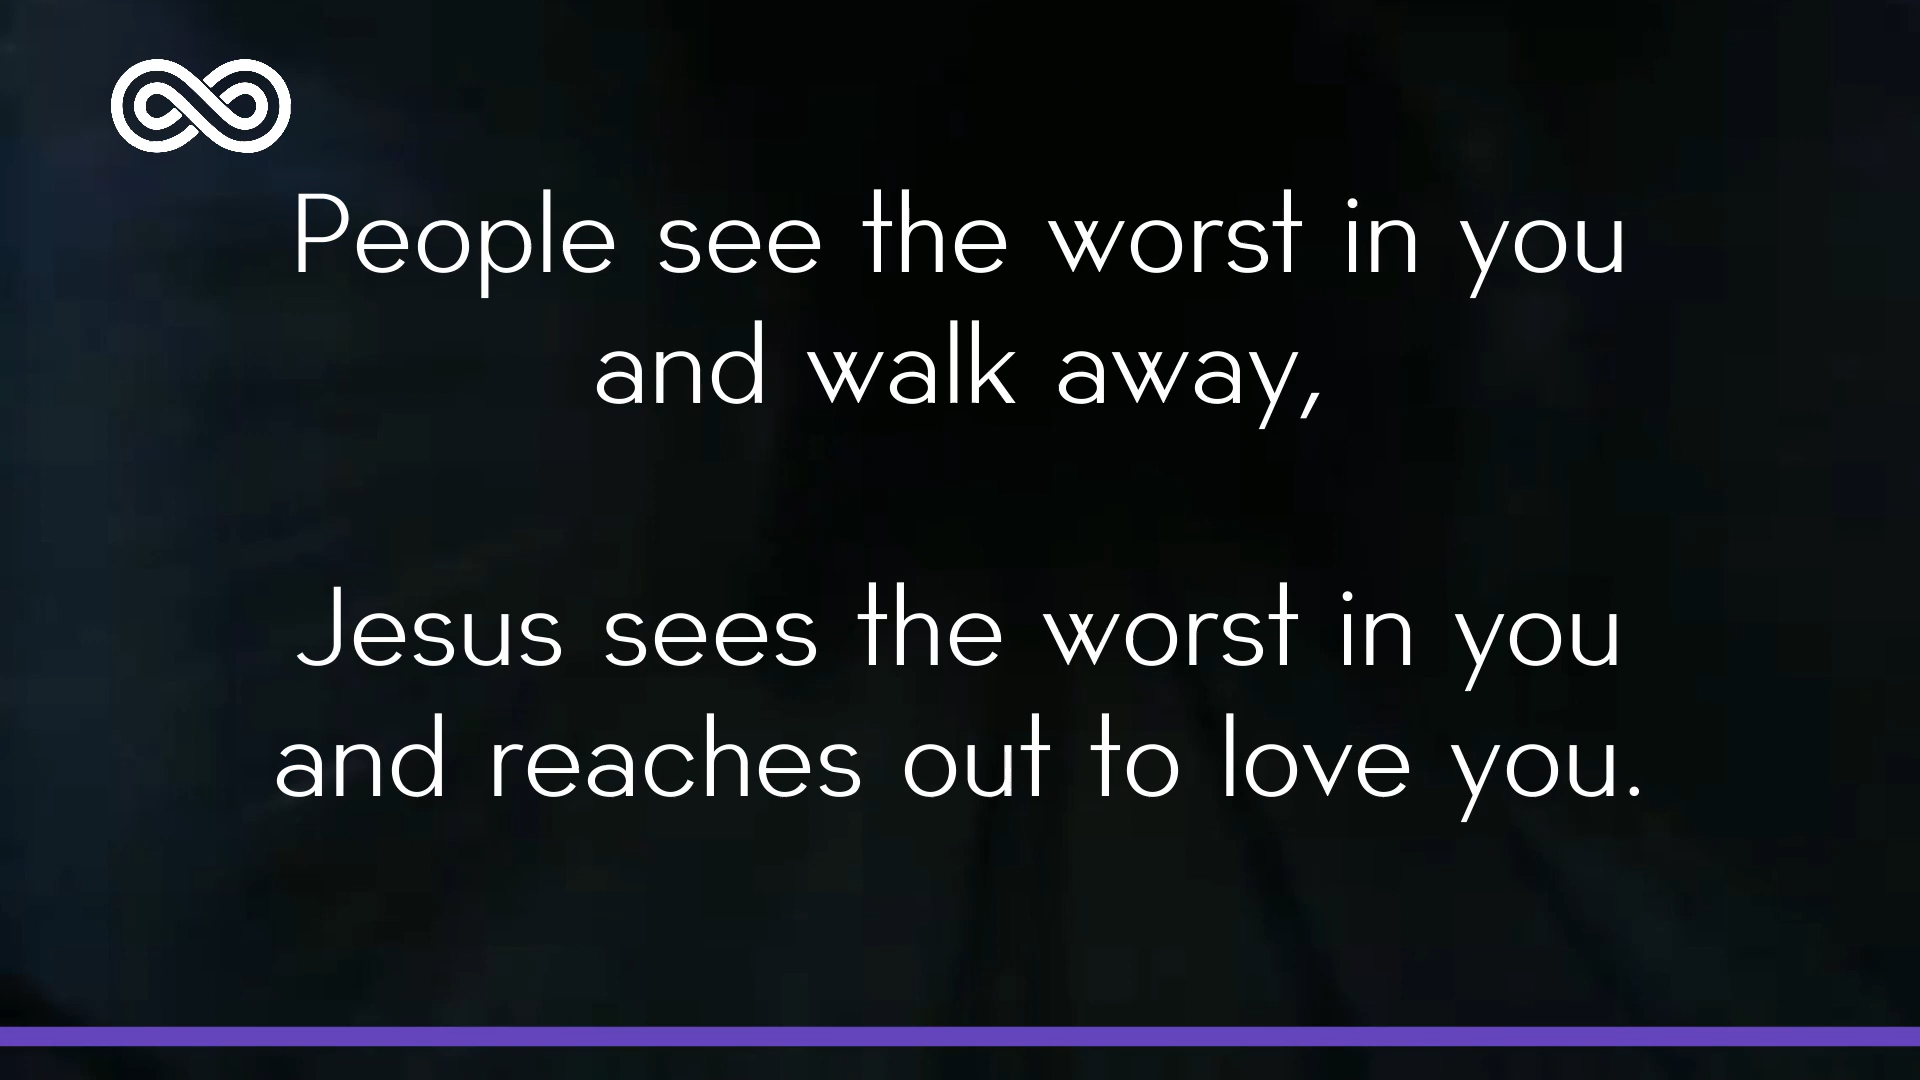 People see the worst in you
and walk away,
Jesus sees the worst in you
and reaches out to love you.